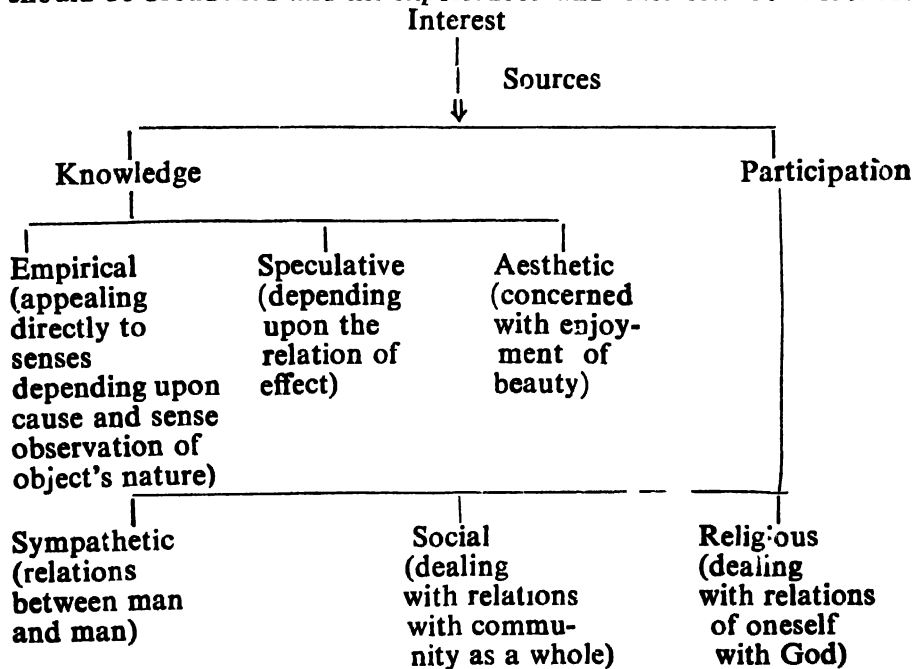 Interest
Sources
Knowledge
Participation
Empirical
(appealing
directly to
senses
depending upon
cause and sense
observation of
object's nature)
Speculative
(depending
upon the
relation of
effect)
Aesthetic
(concerned
with enjoy-
ment of
beauty)
Sympathetic
(relations
between man
and man)
Social
(dealing
with relations
with commu-
nity as a whole)
Religious
(dealing
with relations
of oneself
with God)